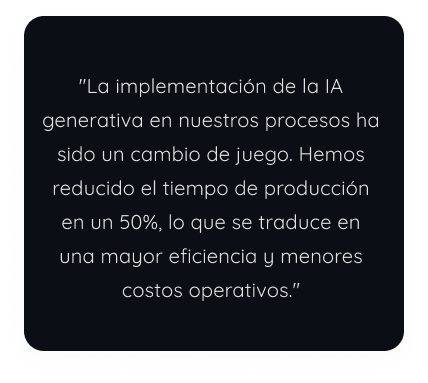 "La implementación de la IA
generativa en nuestros procesos ha
sido un cambio de juego. Hemos
reducido el tiempo de producción
en un 50%, lo que se traduce en
una mayor eficiencia y menores
costos operativos."